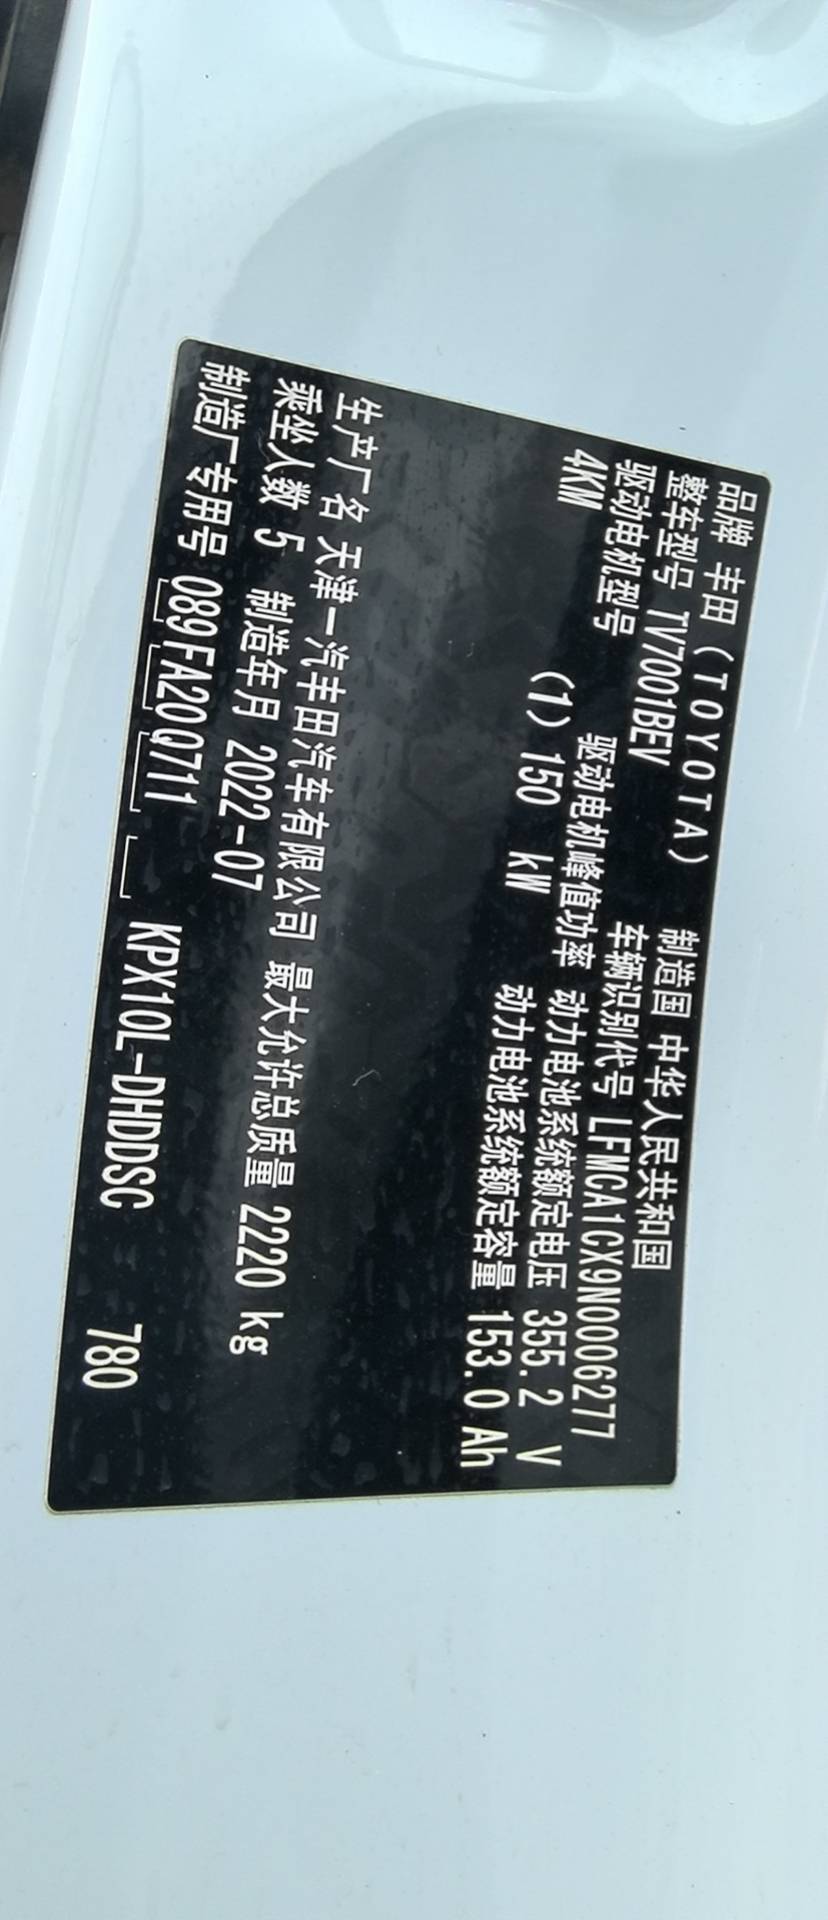 品牌 丰田 (TOYOTA) 制造国 中华人民共和国
整车型号 TV7001BEV 车辆识别代号 LFMCA1CX9N0006277
驱动电机型号 驱动电机峰值功率 动力电池系统额定电压 355.2 V
4KM (1) 150 kW 动力电池系统额定容量 153.0 Ah
生产厂名 天津一汽丰田汽车有限公司 最大允许总质量 2220 kg
乘坐人数 5 制造年月 2022-07
制造厂专用号 089FA20Q711 KPX10L-DHDDSC 780